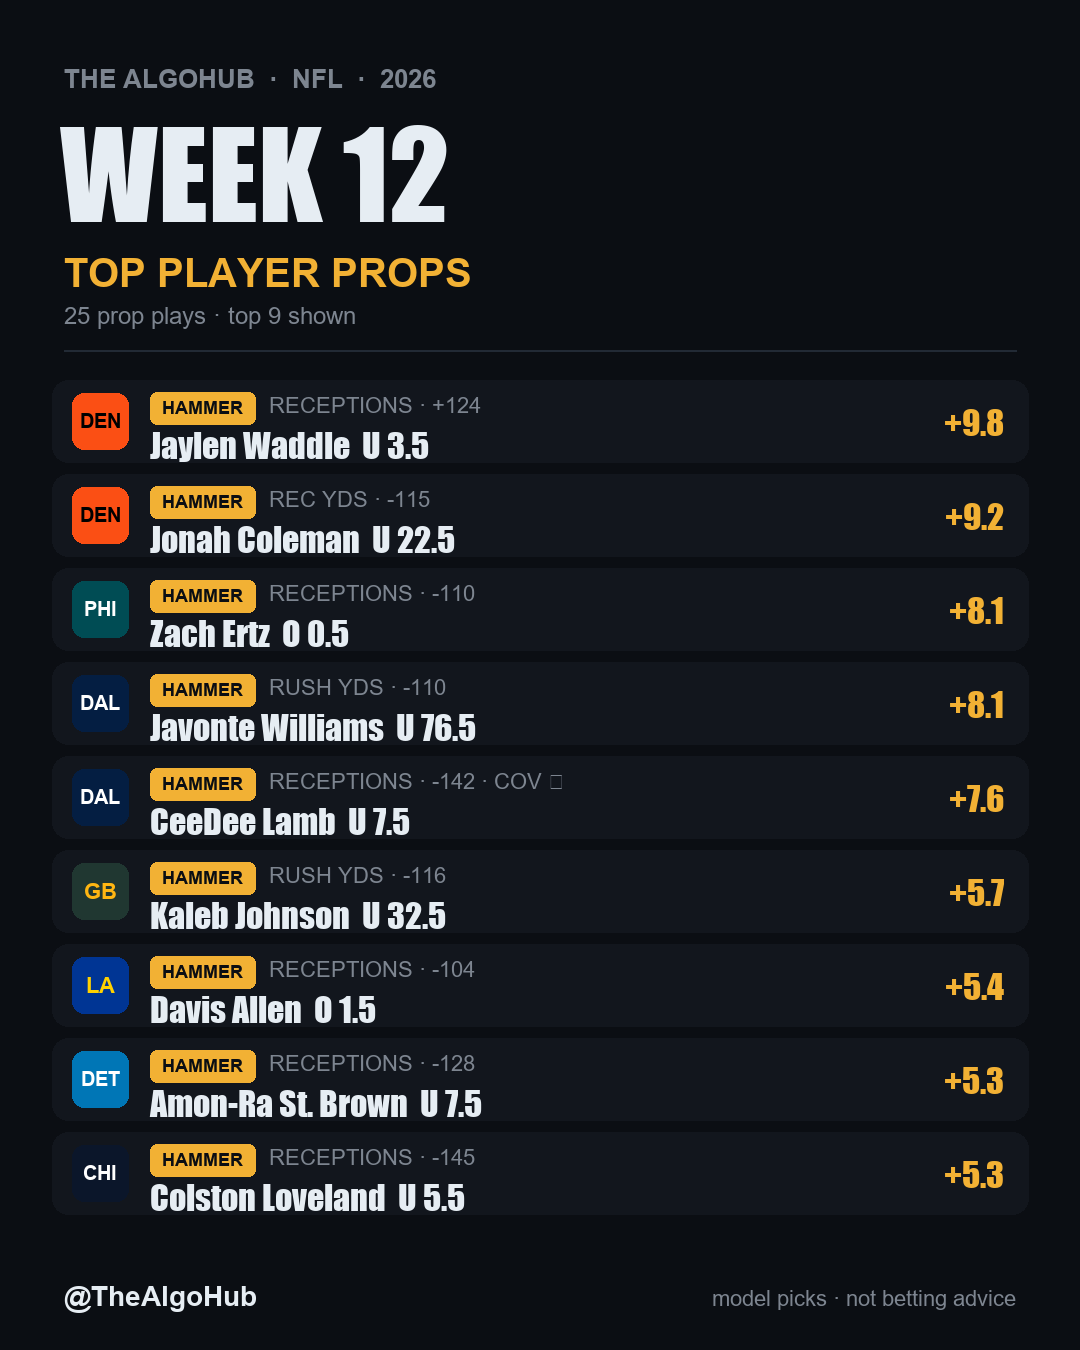 THE ALGOHUB · NFL · 2026
WEEK 12
TOP PLAYER PROPS
25 prop plays · top 9 shown
DEN
HAMMER RECEPTIONS · +124
Jaylen Waddle U 3.5
+9.8
DEN
HAMMER REC YDS · -115
Jonah Coleman U 22.5
+9.2
PHI
HAMMER RECEPTIONS · -110
Zach Ertz O 0.5
+8.1
DAL
HAMMER RUSH YDS · -110
Javonte Williams U 76.5
+8.1
DAL
HAMMER RECEPTIONS · -142 · COV
CeeDee Lamb U 7.5
+7.6
GB
HAMMER RUSH YDS · -116
Kaleb Johnson U 32.5
+5.7
LA
HAMMER RECEPTIONS · -104
Davis Allen O 1.5
+5.4
DET
HAMMER RECEPTIONS · -128
Amon-Ra St. Brown U 7.5
+5.3
CHI
HAMMER RECEPTIONS · -145
Colston Loveland U 5.5
+5.3
@TheAlgoHub
model picks · not betting advice